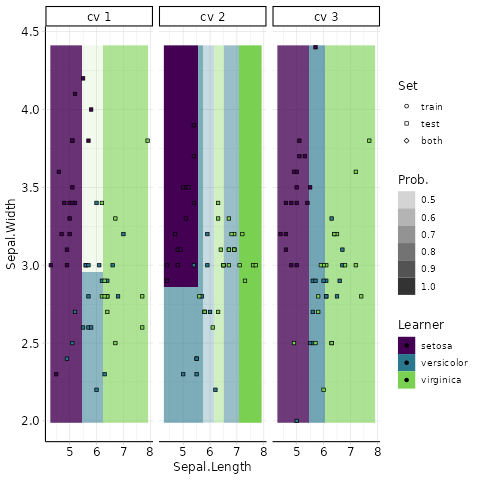 cv 1 cv 2 cv 3
4.5
4.0
3.5
3.0
2.5
2.0
Sepal.Width
5 6 7 8 5 6 7 8 5 6 7 8
Sepal.Length
Set
train
test
both
Prob.
0.5
0.6
0.7
0.8
0.9
1.0
Learner
setosa
versicolor
virginica